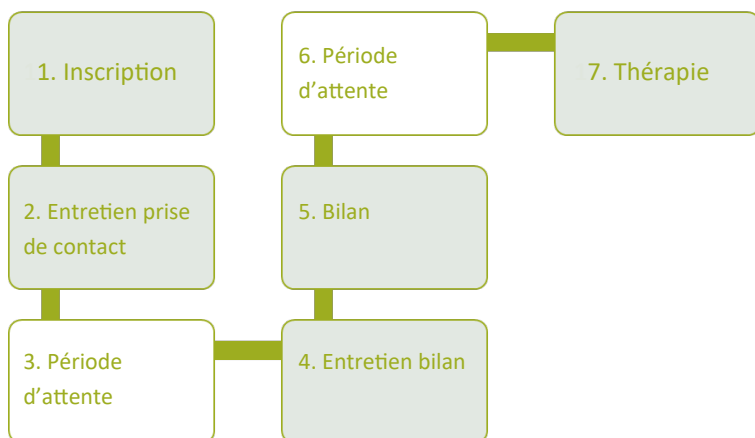 1. Inscription
2. Entretien prise
de contact
3. Période
d'attente
4. Entretien bilan
5. Bilan
6. Période
d'attente
7. Thérapie